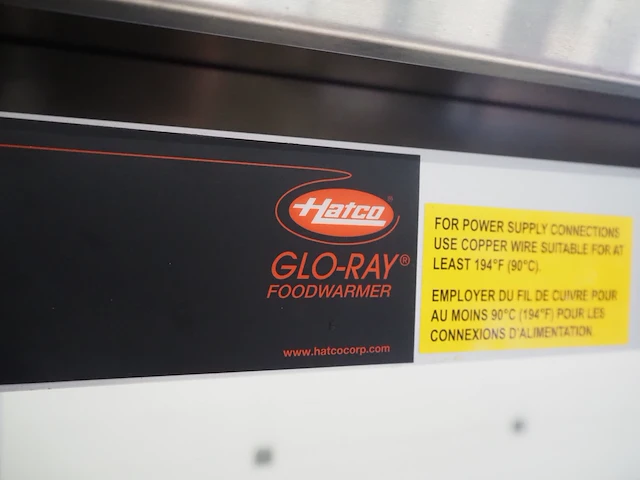 Hatco®
GLO-RAY®
FOODWARMER
www.hatcocorp.com
FOR POWER SUPPLY CONNECTIONS
USE COPPER WIRE SUITABLE FOR AT
LEAST 194°F (90°C).
EMPLOYER DU FIL DE CUIVRE POUR
AU MOINS 90°C (194°F) POUR LES
CONNEXIONS D'ALIMENTATION.